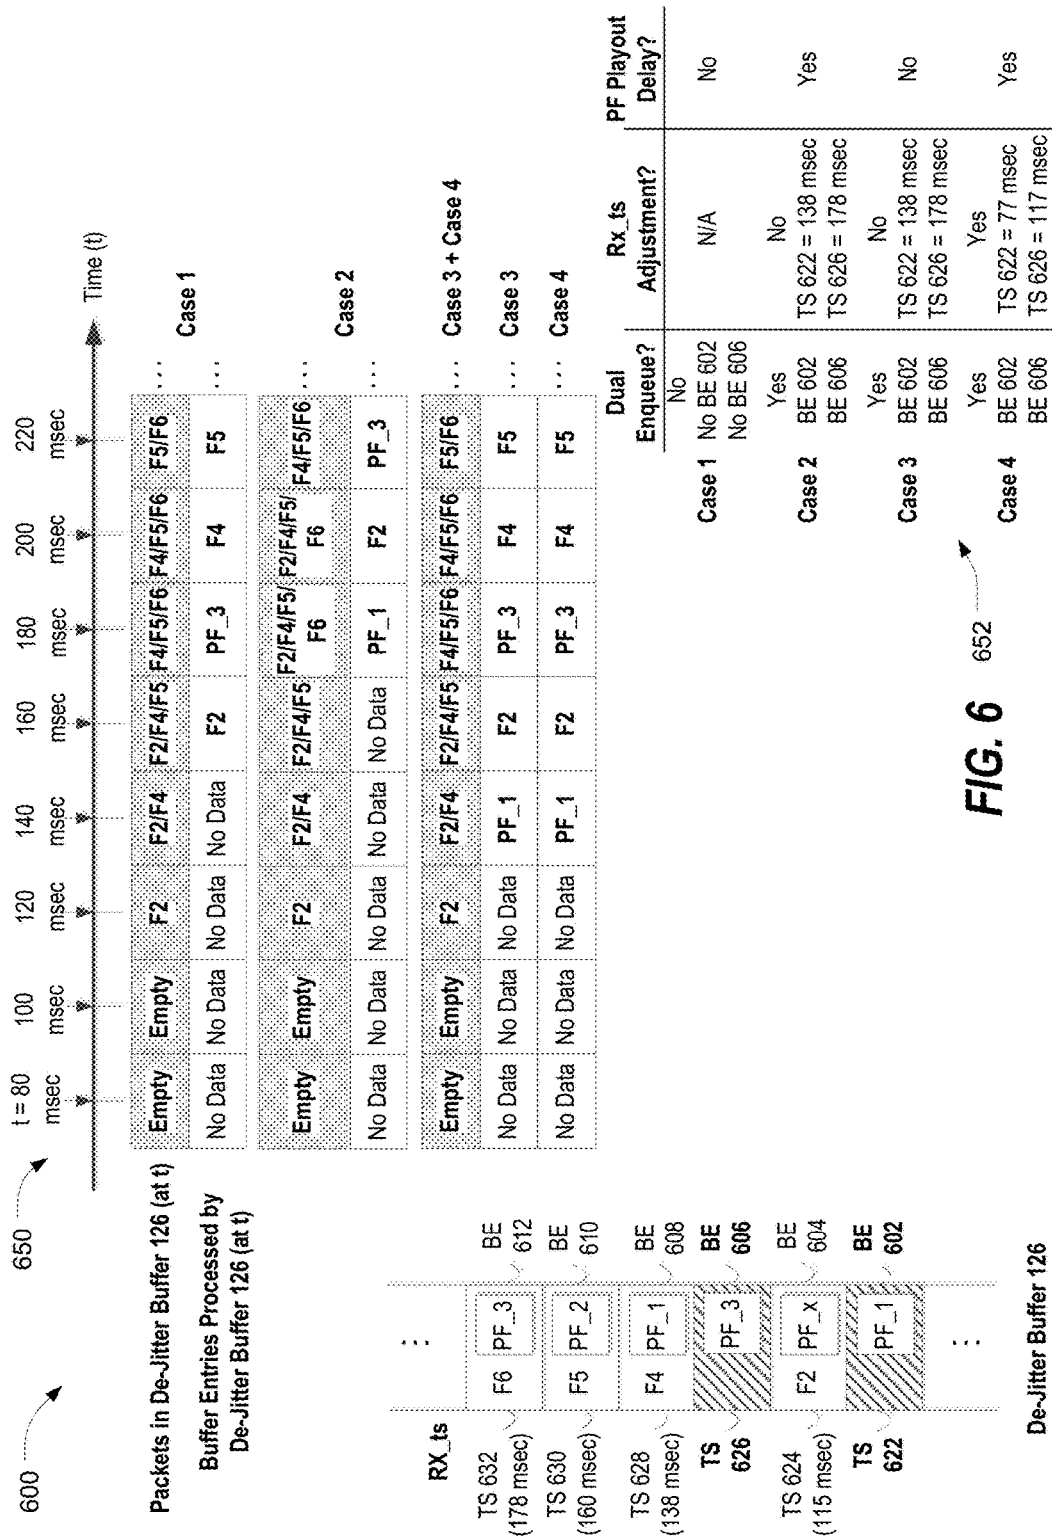 600
650
t = 80 msec
100 msec
120 msec
140 msec
160 msec
180 msec
200 msec
220 msec
Time (t)
Packets in De-Jitter Buffer 126 (at t)
Empty Empty F2 F2/F4 F2/F4/F5 F4/F5/F6 F4/F5/F6 F5/F6 ...
Case 1
Buffer Entries Processed by
De-Jitter Buffer 126 (at t)
No Data No Data No Data No Data F2 PF_3 F4 F5 ...
Empty Empty F2 F2/F4 F2/F4/F5 F2/F4/F5/F6 F2/F4/F5/F6 F4/F5/F6 ...
Case 2
No Data No Data No Data No Data No Data PF_1 F2 PF_3 ...
Empty Empty F2 F2/F4 F2/F4/F5 F4/F5/F6 F4/F5/F6 F5/F6 ... Case 3 + Case 4
No Data No Data No Data PF_1 F2 PF_3 F4 F5 ... Case 3
No Data No Data No Data PF_1 F2 PF_3 F4 F5 ... Case 4
RX_ts
...
TS 632
(178 msec)
F6 PF_3
BE
612
TS 630
(160 msec)
F5 PF_2
BE
610
TS 628
(138 msec)
F4 PF_1
BE
608
TS
626
PF_3
BE
606
TS 624
(115 msec)
F2 PF_x
BE
604
TS
622
PF_1
BE
602
...
De-Jitter Buffer 126
652
Dual
Enqueue?
Rx_ts
Adjustment?
PF Playout
Delay?
Case 1
No
No BE 602
No BE 606
N/A
No
Case 2
Yes
BE 602
BE 606
No
TS 622 = 138 msec
TS 626 = 178 msec
Yes
Case 3
Yes
BE 602
BE 606
No
TS 622 = 138 msec
TS 626 = 178 msec
No
Case 4
Yes
BE 602
BE 606
Yes
TS 622 = 77 msec
TS 626 = 117 msec
Yes
FIG. 6